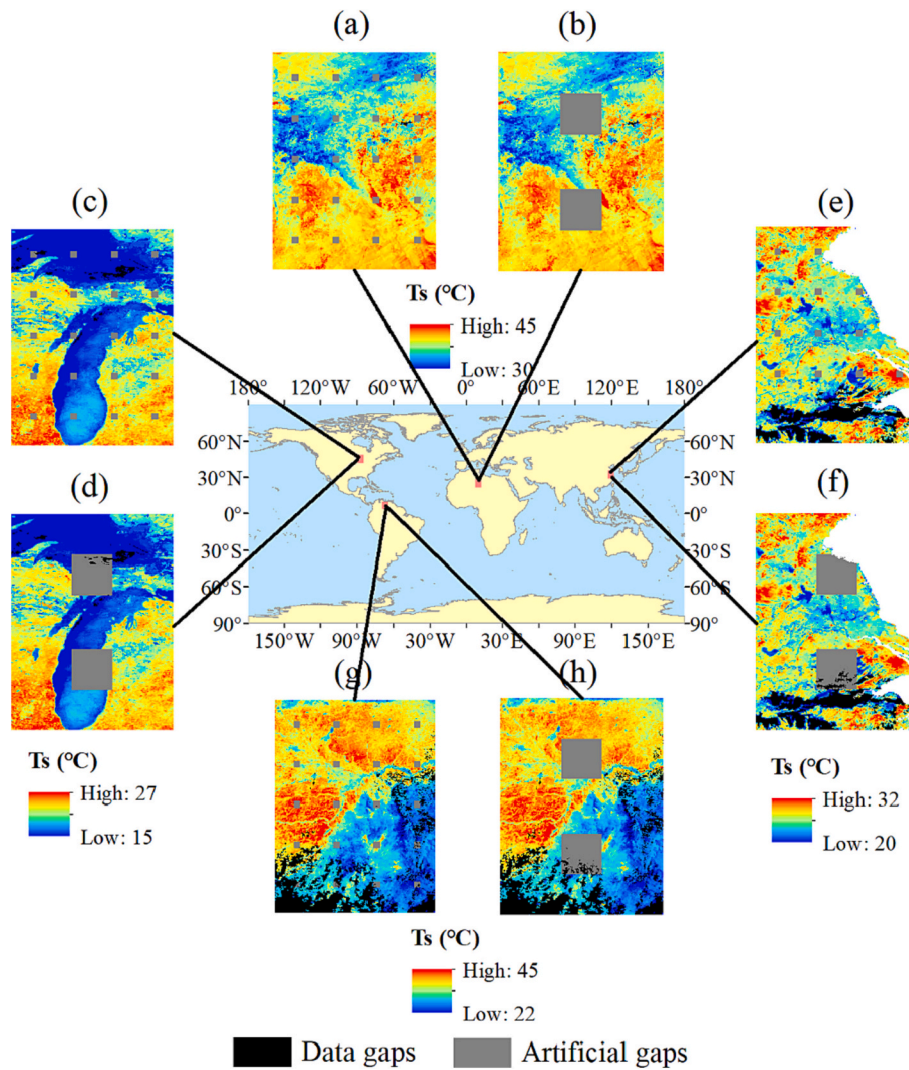 (a)
(b)
(c)
(e)
Ts (°C)
High: 45
Low: 30
180° 120°W 60°W 0° 60°E 120°E 180°
60°N 60°N
30°N 30°N
0° 0°
30°S 30°S
60°S 60°S
90° 90°
150°W 90°W 30°W 30°E 90°E 150°E
(d)
(f)
(g)
(h)
Ts (°C)
High: 27
Low: 15
Ts (°C)
High: 32
Low: 20
Ts (°C)
High: 45
Low: 22
Data gaps
Artificial gaps